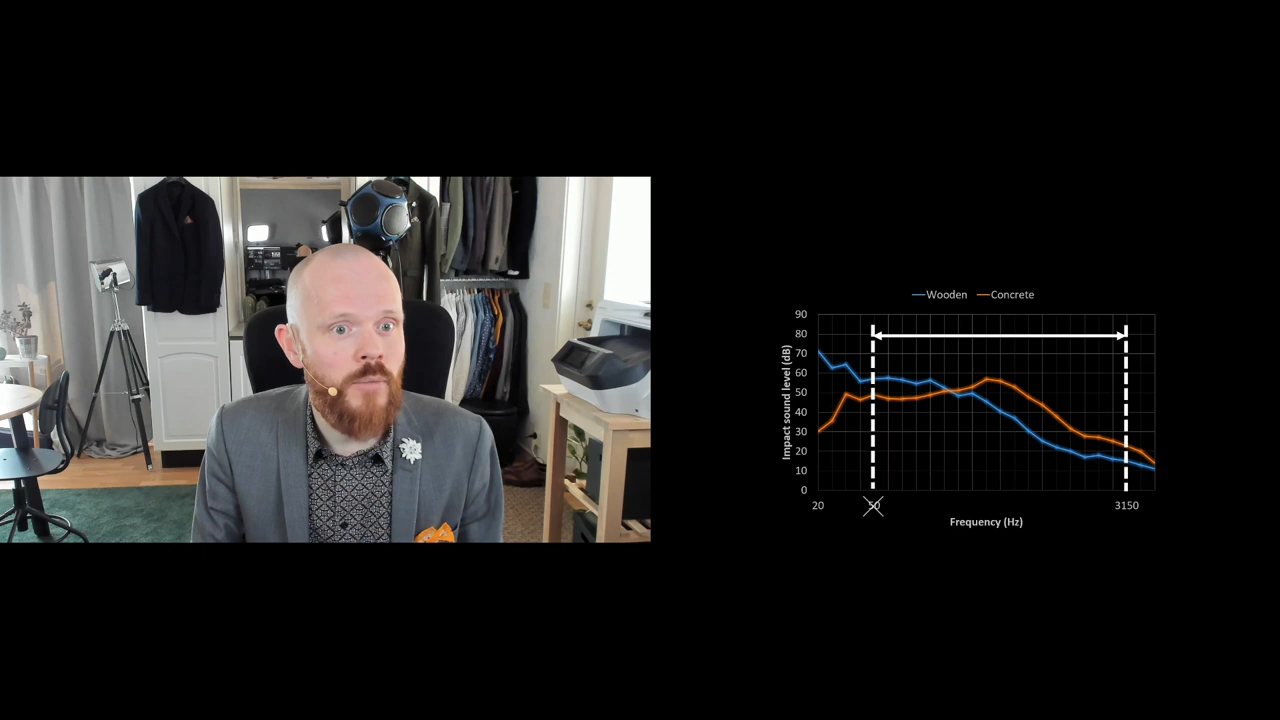 Wooden Concrete
90
80
70
60
50
40
30
20
10
0
Impact sound level (dB)
20 50 3150
Frequency (Hz)